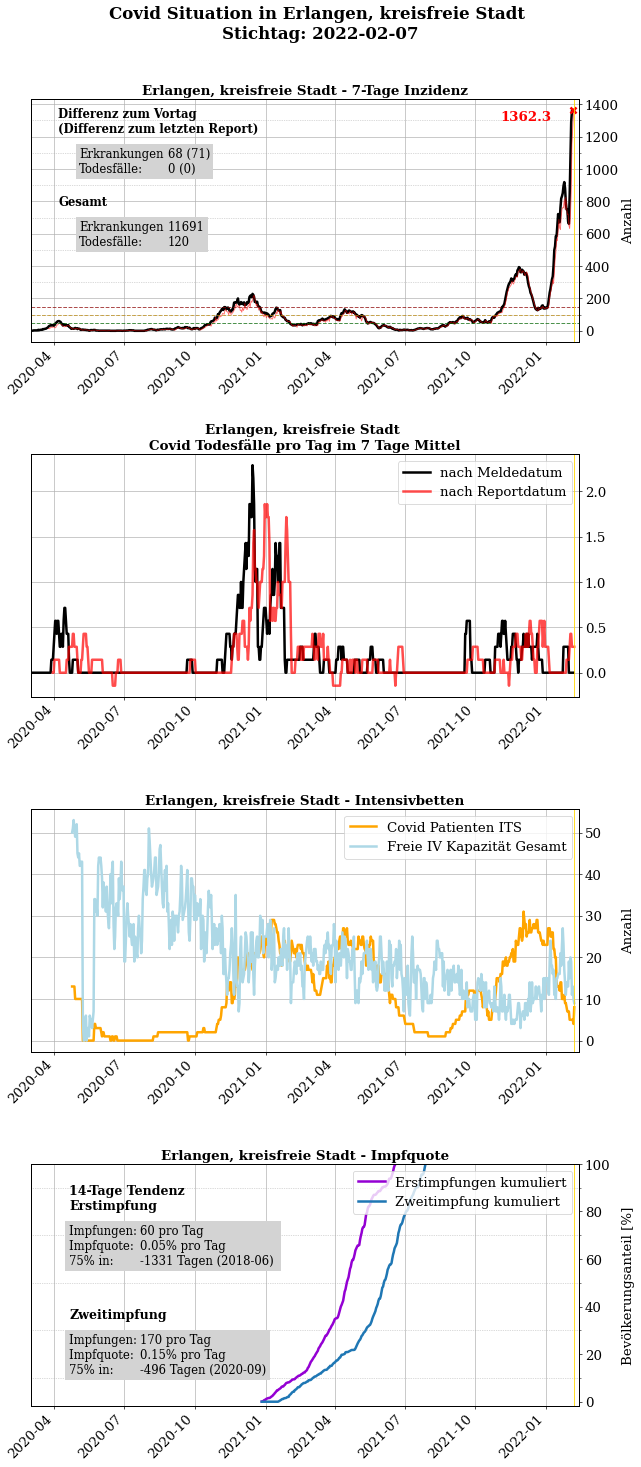 Covid Situation in Erlangen, kreisfreie Stadt
Stichtag: 2022-02-07
Erlangen, kreisfreie Stadt - 7-Tage Inzidenz
Differenz zum Vortag
(Differenz zum letzten Report)
Erkrankungen 68 (71)
Todesfälle: 0 (0)
Gesamt
Erkrankungen 11691
Todesfälle: 120
1362.3
1400
1200
1000
800
600
400
200
0
Anzahl
2020-04 2020-07 2020-10 2021-01 2021-04 2021-07 2021-10 2022-01
Erlangen, kreisfreie Stadt
Covid Todesfälle pro Tag im 7 Tage Mittel
nach Meldedatum
nach Reportdatum
2.0
1.5
1.0
0.5
0.0
2020-04 2020-07 2020-10 2021-01 2021-04 2021-07 2021-10 2022-01
Erlangen, kreisfreie Stadt - Intensivbetten
Covid Patienten ITS
Freie IV Kapazität Gesamt
50
40
30
20
10
0
Anzahl
2020-04 2020-07 2020-10 2021-01 2021-04 2021-07 2021-10 2022-01
Erlangen, kreisfreie Stadt - Impfquote
14-Tage Tendenz
Erstimpfung
Impfungen: 60 pro Tag
Impfquote: 0.05% pro Tag
75% in: -1331 Tagen (2018-06)
Zweitimpfung
Impfungen: 170 pro Tag
Impfquote: 0.15% pro Tag
75% in: -496 Tagen (2020-09)
Erstimpfungen kumuliert
Zweitimpfung kumuliert
100
80
60
40
20
0
Bevölkerungsanteil [%]
2020-04 2020-07 2020-10 2021-01 2021-04 2021-07 2021-10 2022-01